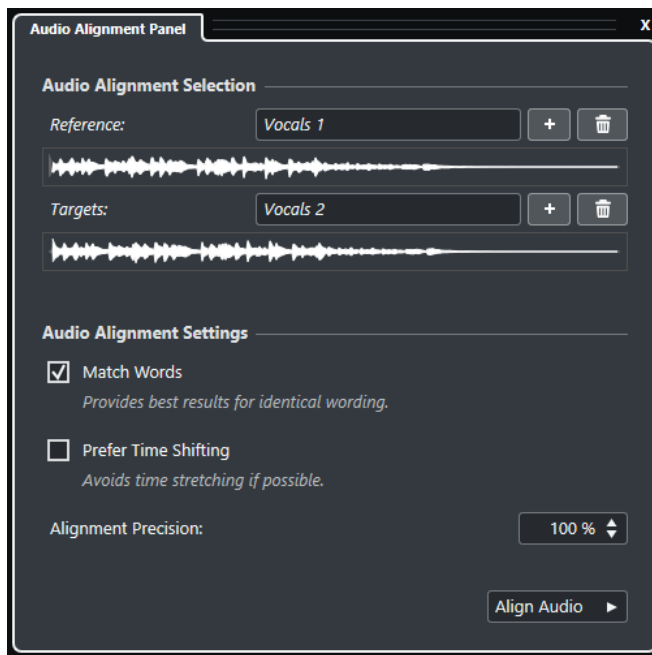 Audio Alignment Panel X
Audio Alignment Selection
Reference: Vocals 1 +
Targets: Vocals 2 +
Audio Alignment Settings
Match Words
Provides best results for identical wording.
Prefer Time Shifting
Avoids time stretching if possible.
Alignment Precision: 100 %
Align Audio